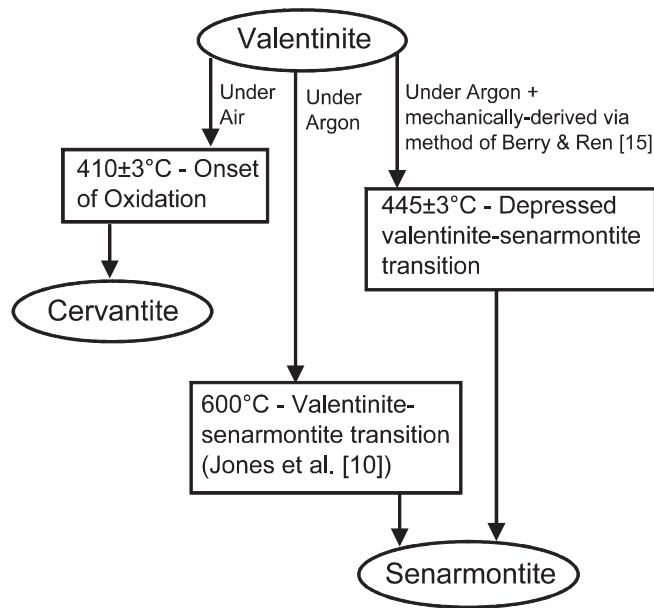 Valentinite
Under
Air
Under
Argon
Under Argon +
mechanically-derived via
method of Berry & Ren [15]
410±3°C - Onset
of Oxidation
445±3°C - Depressed
valentinite-senarmontite
transition
Cervantite
600°C - Valentinite-
senarmontite transition
(Jones et al. [10])
Senarmontite